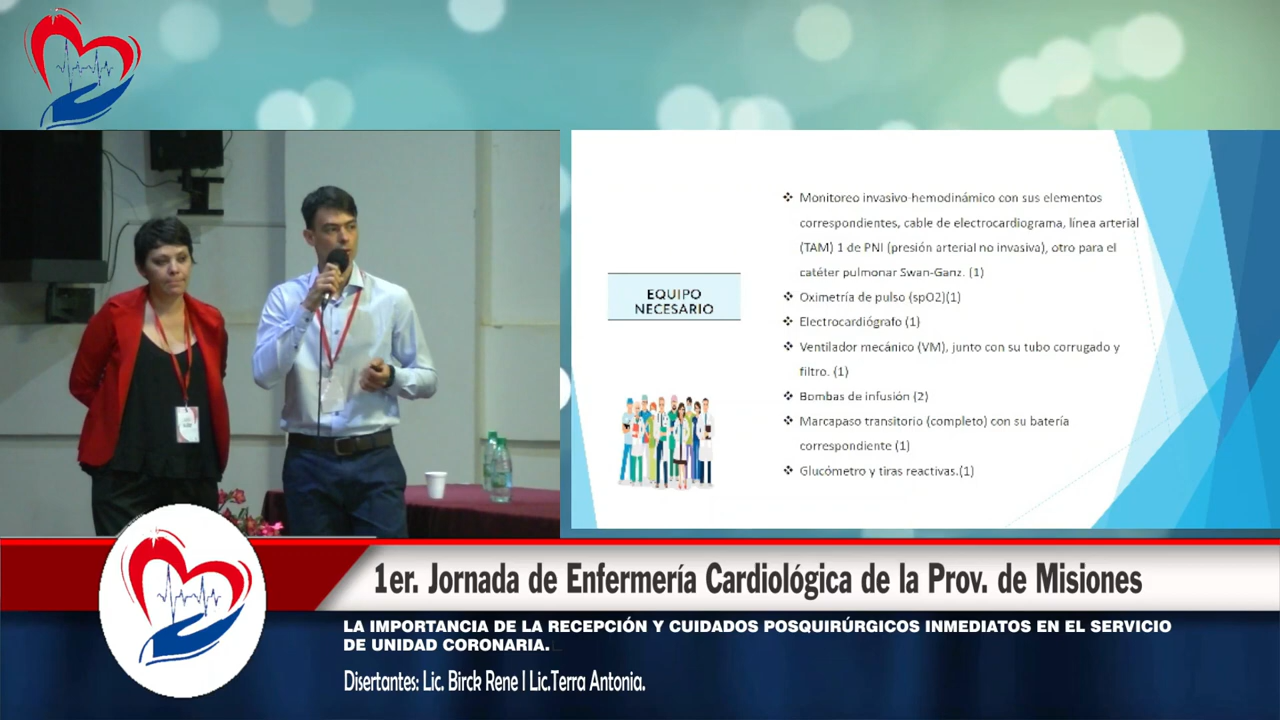 ❖ Monitoreo invasivo hemodinámico con sus elementos
correspondientes, cable de electrocardiograma, línea arterial
(TAM) 1 de PNI (presión arterial no invasiva), otro para el
catéter pulmonar Swan-Ganz. (1)
EQUIPO
NECESARIO
❖ Oximetría de pulso (spO2)(1)
❖ Electrocardiógrafo (1)
❖ Ventilador mecánico (VM), junto con su tubo corrugado y
filtro. (1)
❖ Bombas de infusión (2)
❖ Marcapaso transitorio (completo) con su batería
correspondiente (1)
❖ Glucómetro y tiras reactivas.(1)
1er. Jornada de Enfermería Cardiológica de la Prov. de Misiones
LA IMPORTANCIA DE LA RECEPCIÓN Y CUIDADOS POSQUIRÚRGICOS INMEDIATOS EN EL SERVICIO
DE UNIDAD CORONARIA.
Disertantes: Lic. Birck Rene l Lic.Terra Antonia.